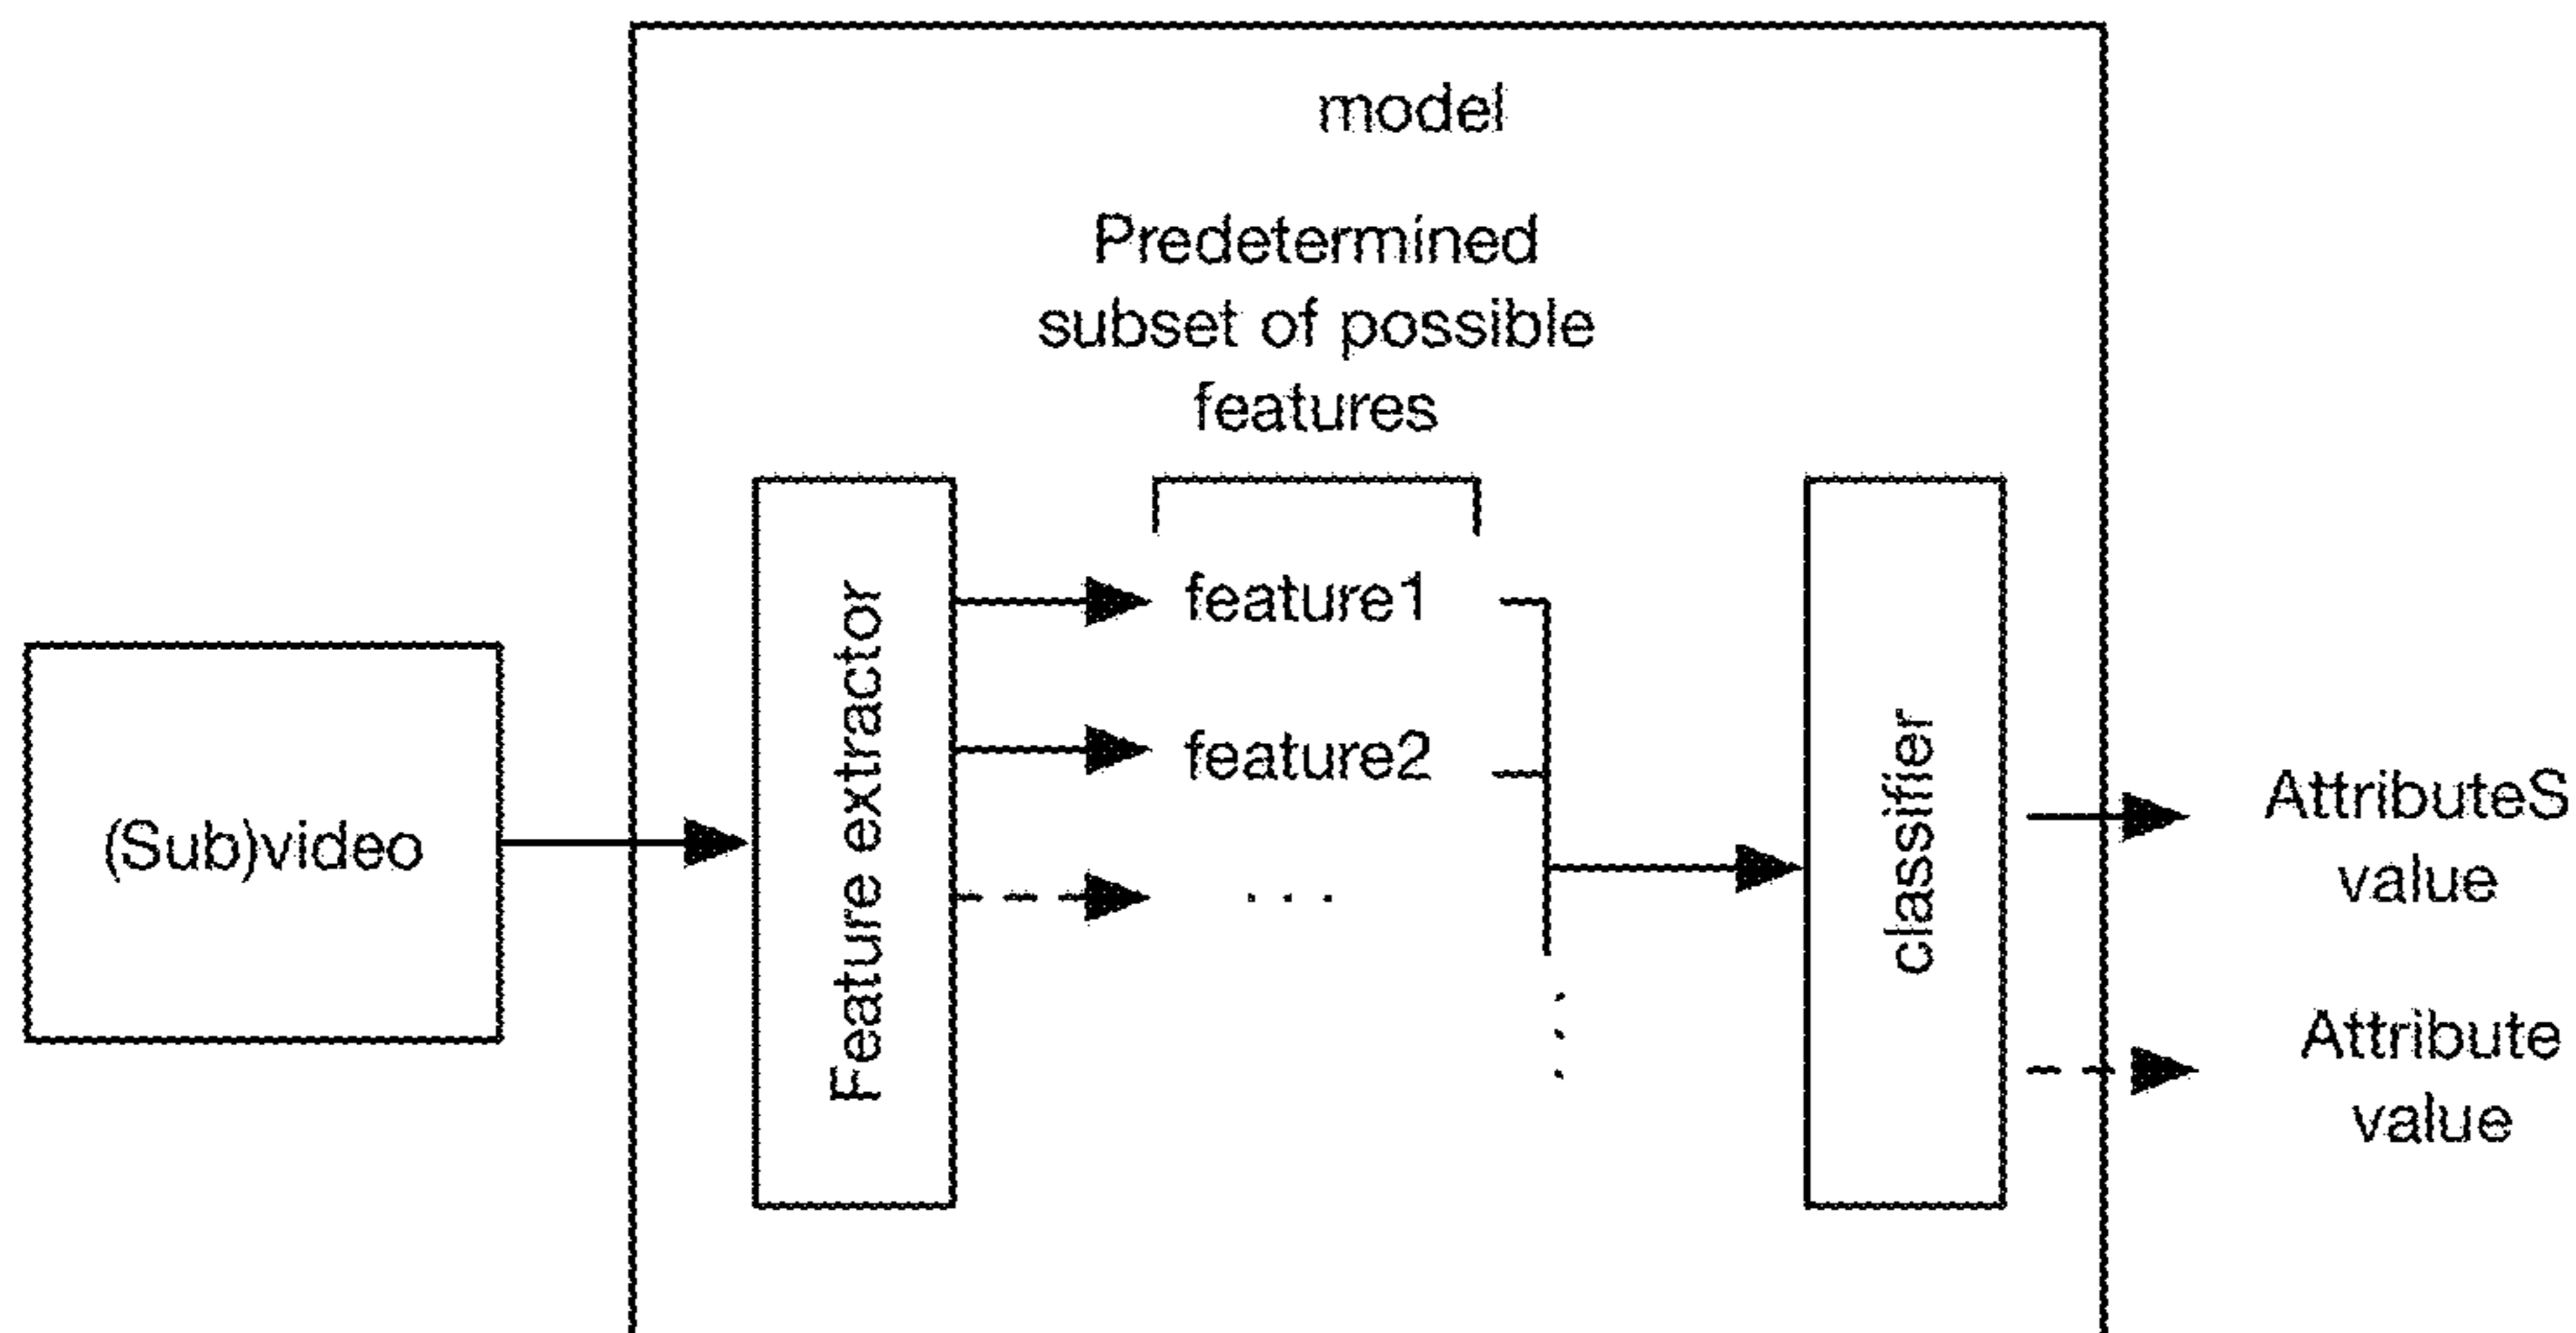 model
Predetermined
subset of possible
features
(Sub)video
Feature extractor
feature1
feature2
. . .
classifier
AttributeS
value
Attribute
value